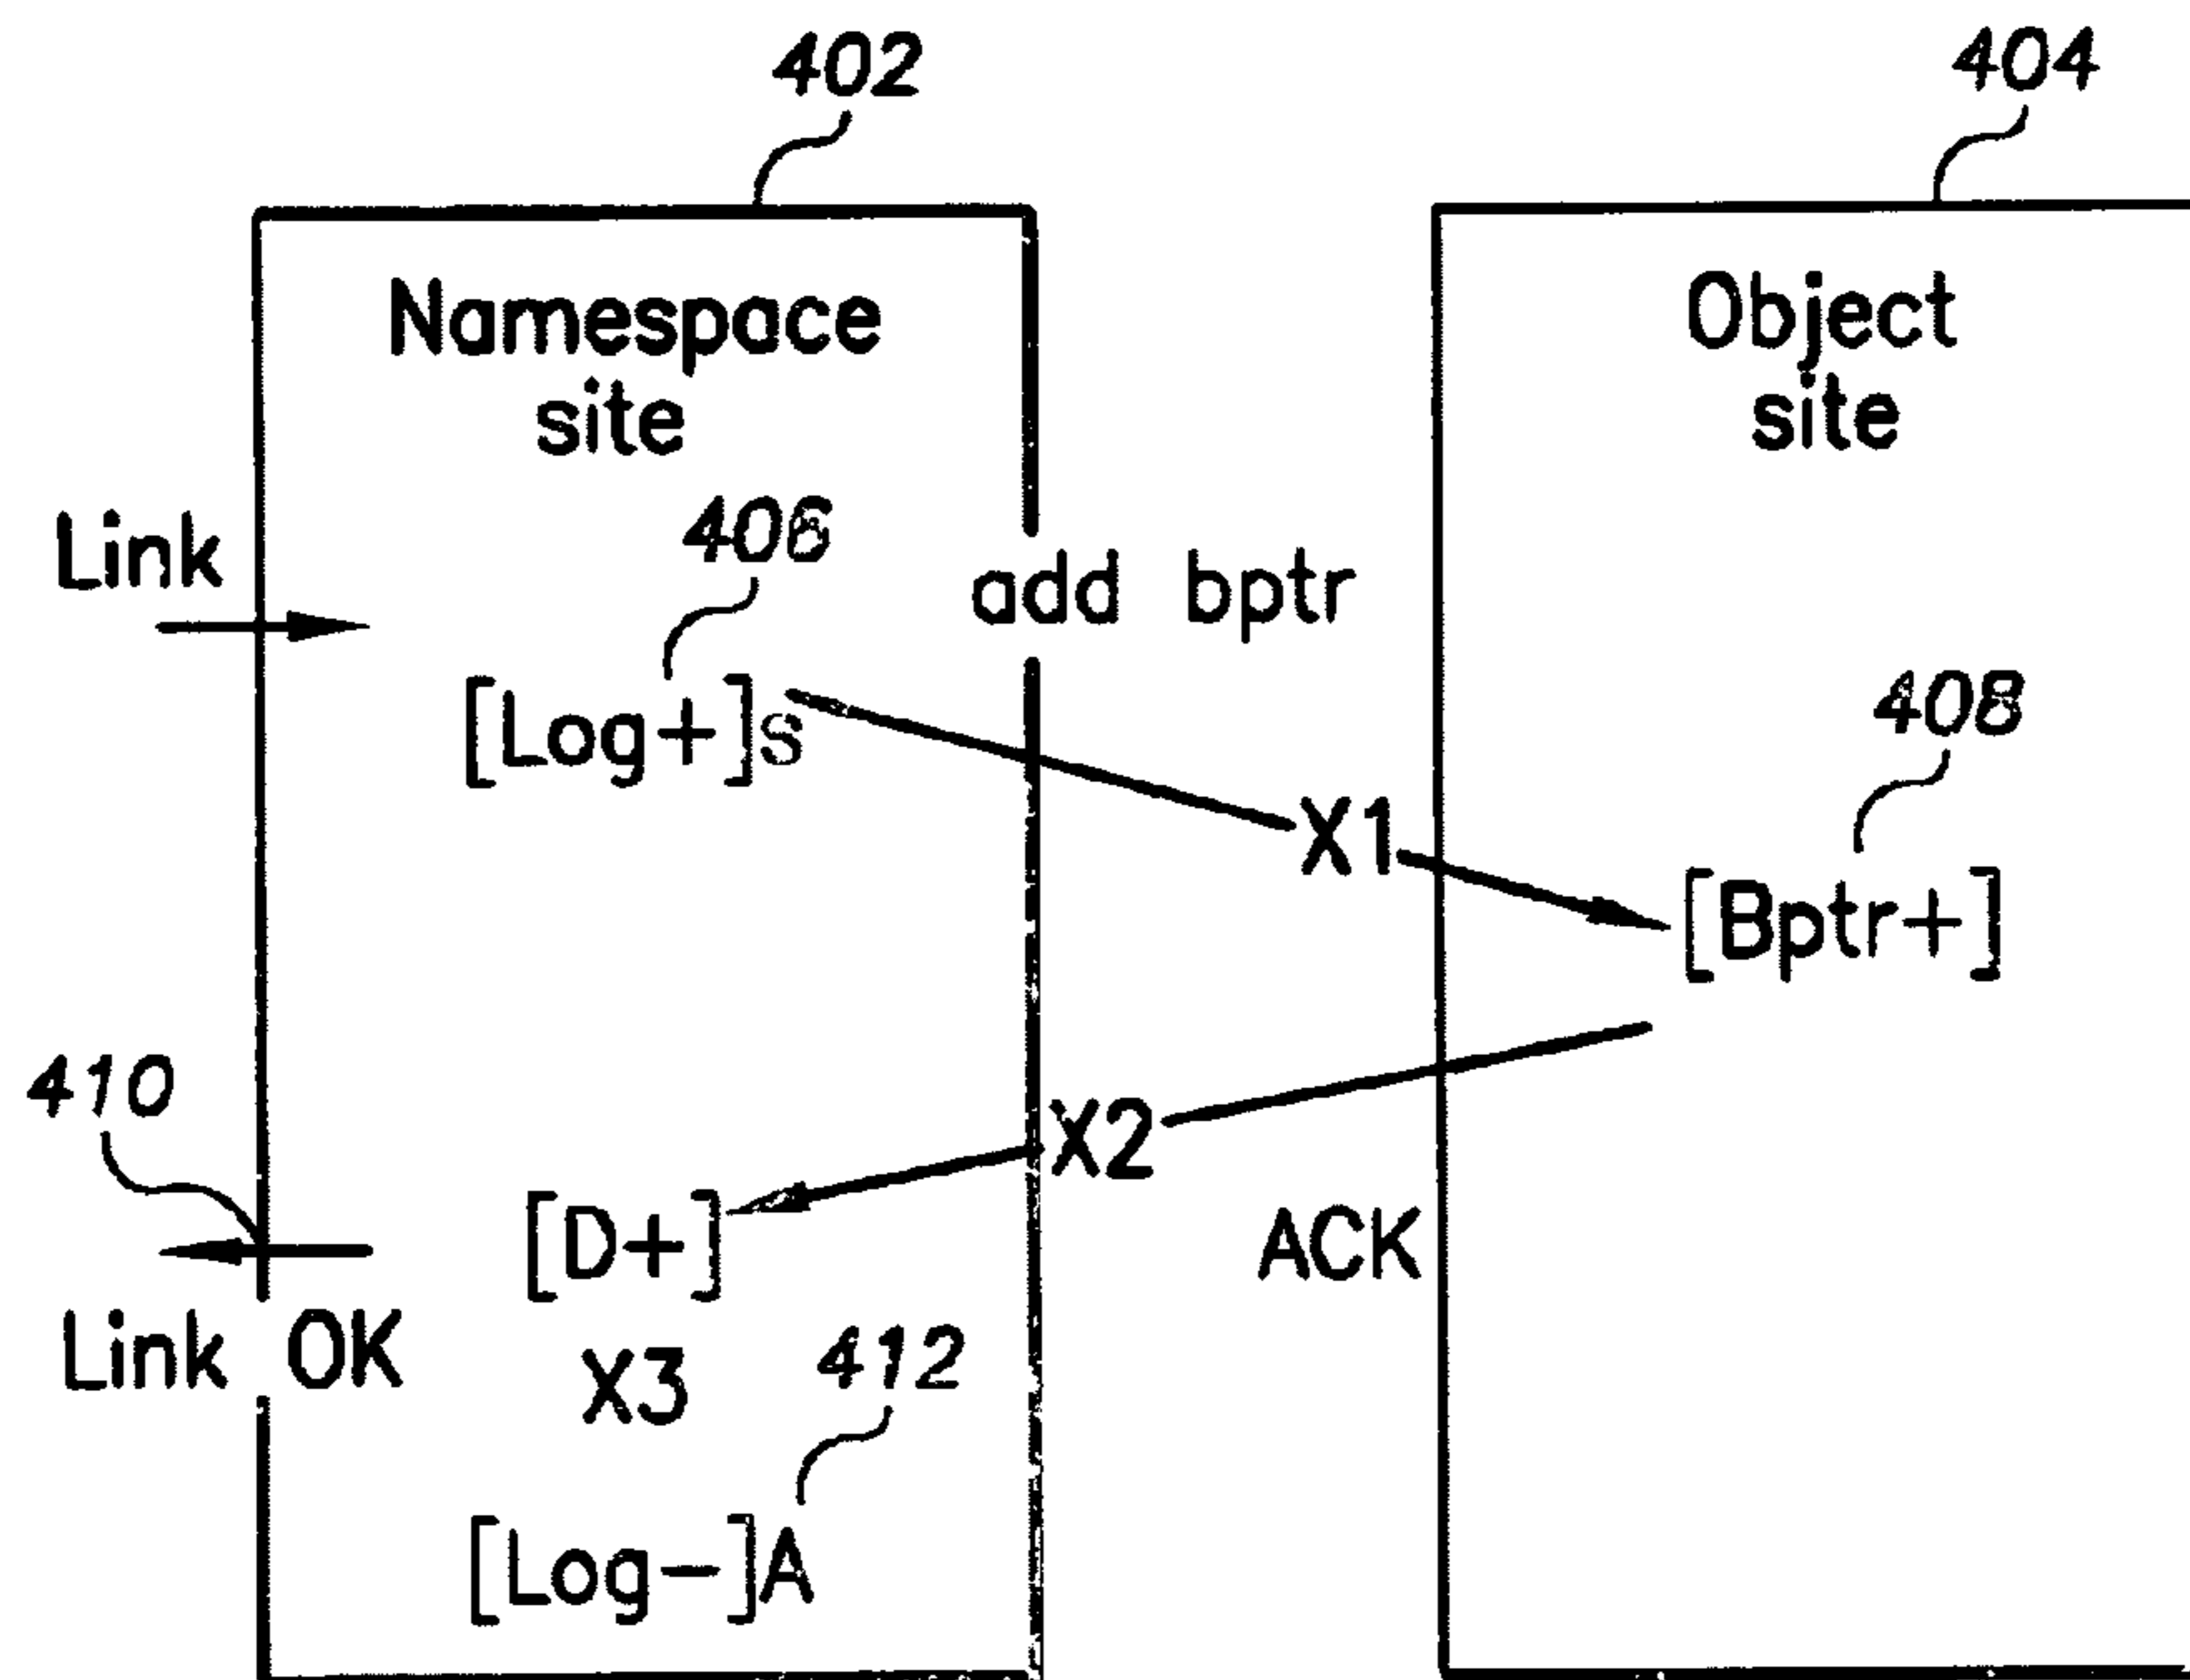 402
404
Namespace
site
Object
site
Link
406
add bptr
[Log+]s
408
X1
[Bptr+]
410
X2
[D+]
ACK
Link OK
X3
412
[Log-]A